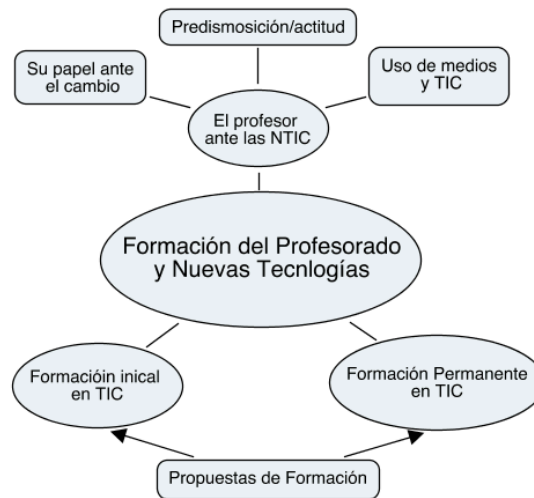 Predismosición/actitud
Su papel ante
el cambio
Uso de medios
y TIC
El profesor
ante las NTIC
Formación del Profesorado
y Nuevas Tecnlogías
Formacióin inical
en TIC
Formación Permanente
en TIC
Propuestas de Formación